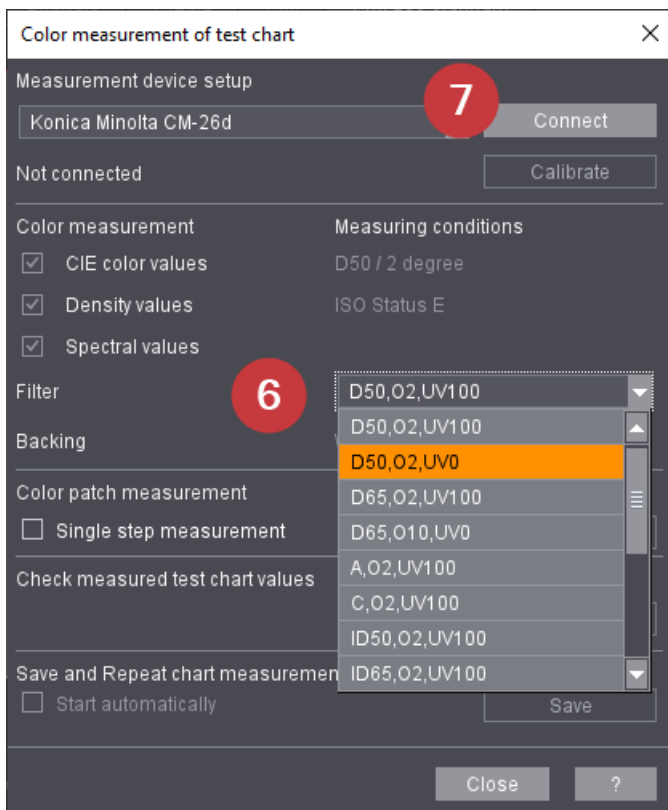 Color measurement of test chart
Measurement device setup
7
Konica Minolta CM-26d
Connect
Not connected
Calibrate
Color measurement
Measuring conditions
CIE color values
D50 / 2 degree
Density values
ISO Status E
Spectral values
Filter
6
D50,O2,UV100
D50,O2,UV100
Backing
D50,O2,UV0
Color patch measurement
D65,O2,UV100
Single step measurement
D65,O10,UV0
A,O2,UV100
Check measured test chart values
C,O2,UV100
ID50,O2,UV100
Save and Repeat chart measuremen
ID65,O2,UV100
Start automatically
Save
Close
?